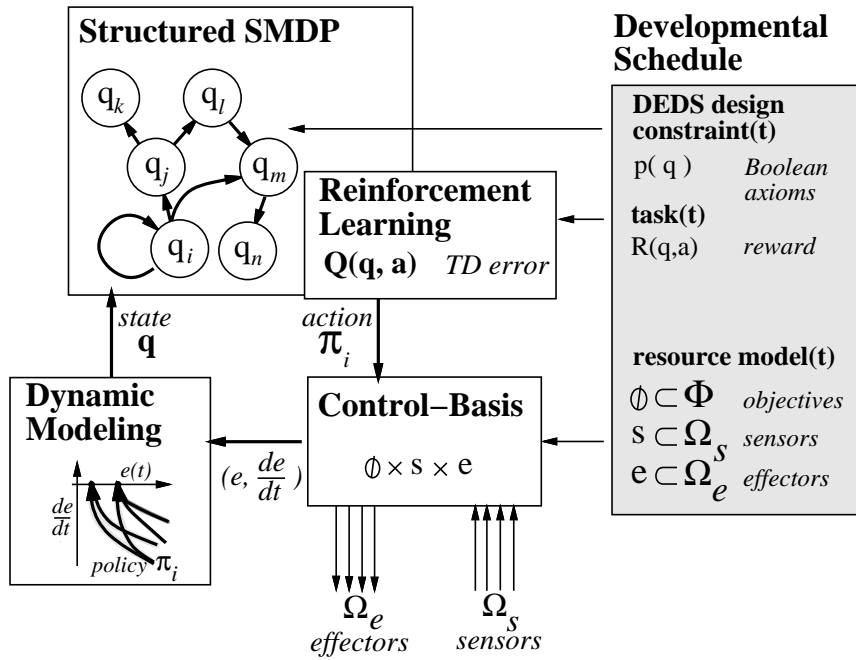 Structured SMDP
q_k
q_l
q_j
q_m
q_i
q_n
Reinforcement
Learning
Q(q, a) TD error
state
q
action
π_i
Dynamic
Modeling
e(t)
de
dt
policy π_i
(e, de/dt)
Control–Basis
∅ × s × e
Ω_e
effectors
Ω_s
sensors
Developmental
Schedule
DEDS design
constraint(t)
p( q ) Boolean
axioms
task(t)
R(q,a) reward
resource model(t)
∅ ⊂ Φ objectives
s ⊂ Ω_s sensors
e ⊂ Ω_e effectors